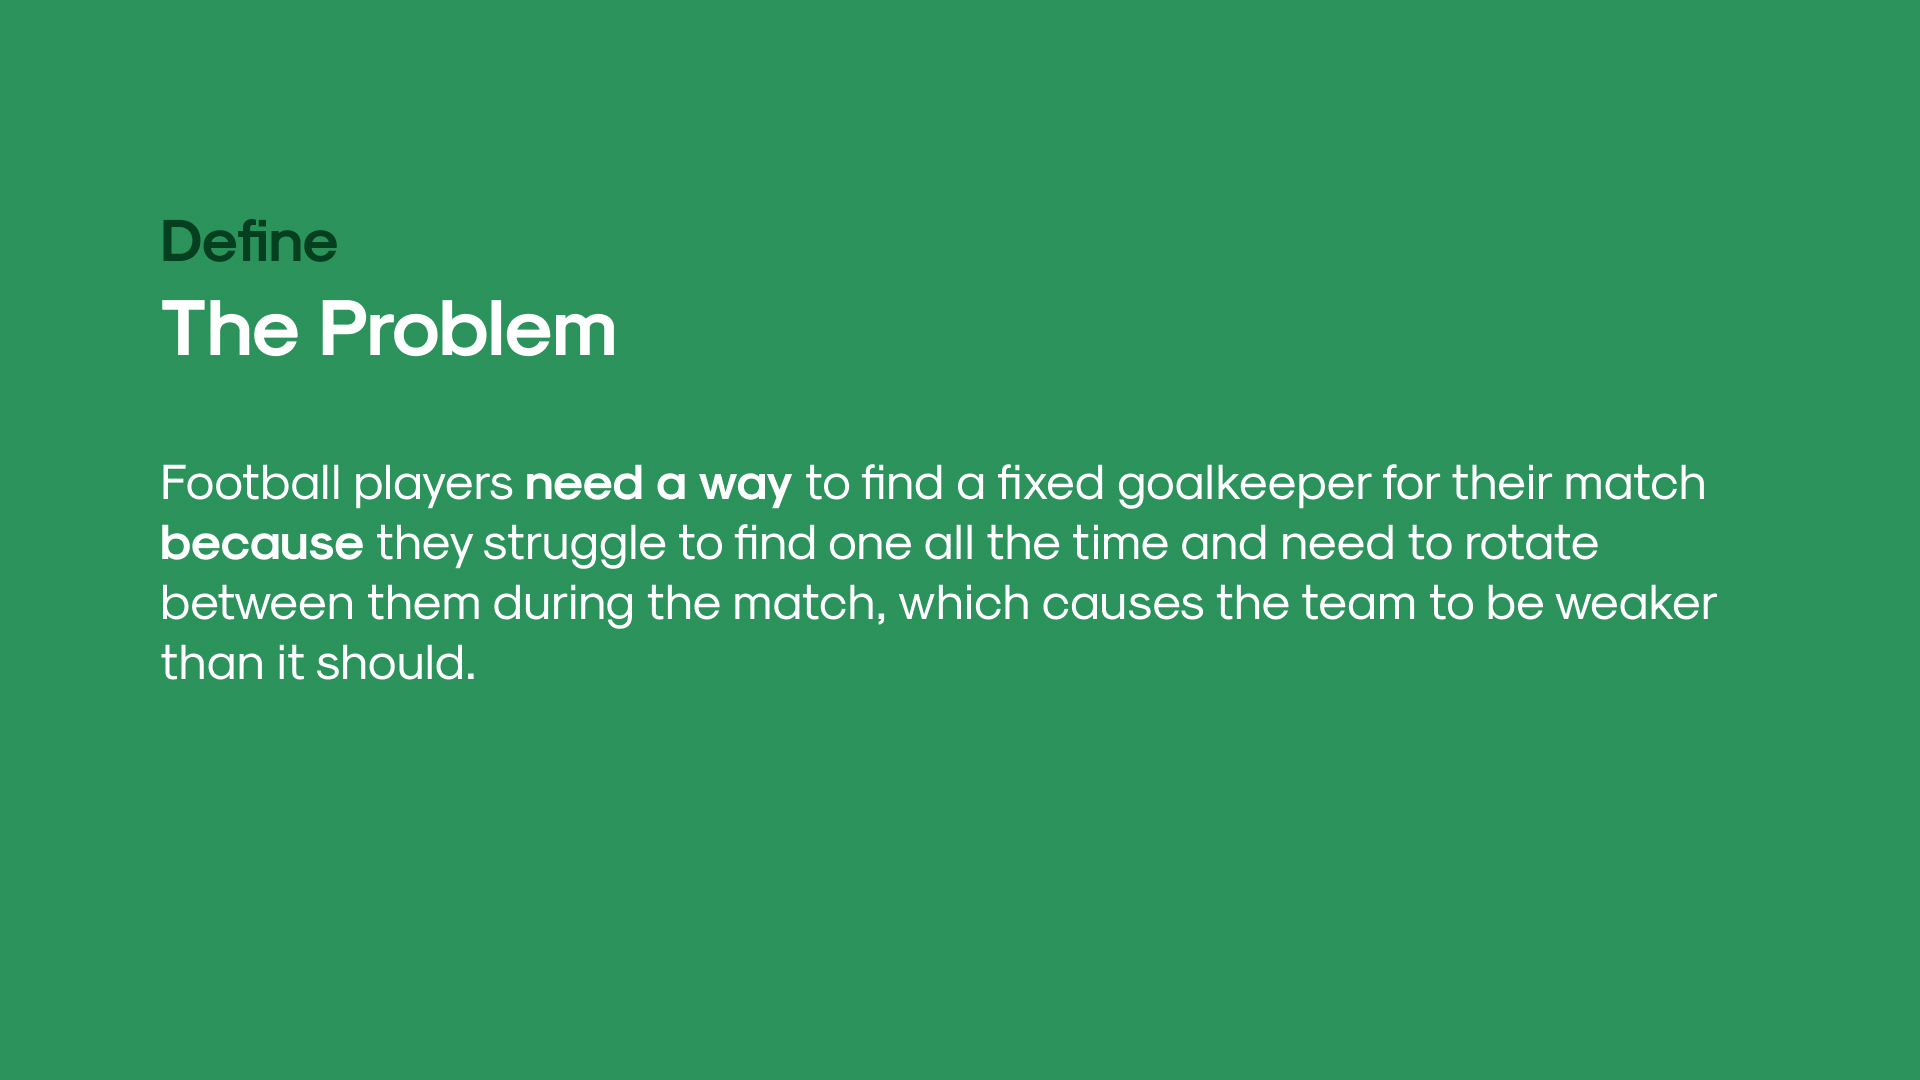 Define
The Problem
Football players need a way to find a fixed goalkeeper for their match
because they struggle to find one all the time and need to rotate
between them during the match, which causes the team to be weaker
than it should.